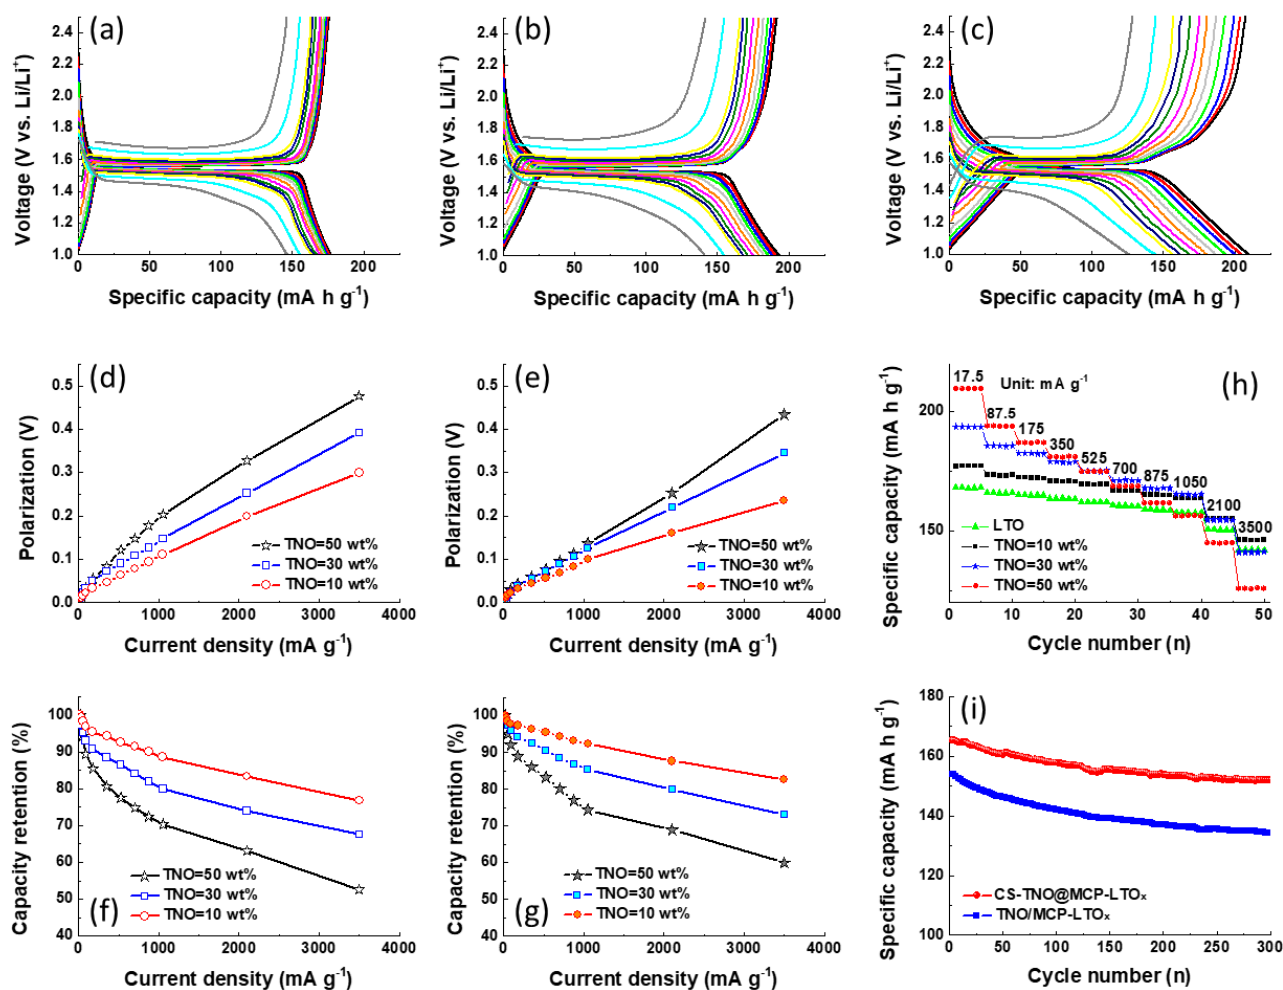 (a)
2.4
2.2
2.0
1.8
1.6
1.4
1.2
1.0
Voltage (V vs. Li/Li⁺)
0 50 100 150 200
Specific capacity (mA h g⁻¹)
(b)
2.4
2.2
2.0
1.8
1.6
1.4
1.2
1.0
Voltage (V vs. Li/Li⁺)
0 50 100 150 200
Specific capacity (mA h g⁻¹)
(c)
2.4
2.2
2.0
1.8
1.6
1.4
1.2
1.0
Voltage (V vs. Li/Li⁺)
0 50 100 150 200
Specific capacity (mA h g⁻¹)
(d)
0.5
0.4
0.3
0.2
0.1
0.0
Polarization (V)
TNO=50 wt%
TNO=30 wt%
TNO=10 wt%
0 1000 2000 3000 4000
Current density (mA g⁻¹)
(e)
0.5
0.4
0.3
0.2
0.1
0.0
Polarization (V)
TNO=50 wt%
TNO=30 wt%
TNO=10 wt%
0 1000 2000 3000 4000
Current density (mA g⁻¹)
(h)
Unit: mA g⁻¹
17.5
87.5
175
350
525
700
875
1050
2100
3500
200
150
Specific capacity (mA h g⁻¹)
LTO
TNO=10 wt%
TNO=30 wt%
TNO=50 wt%
0 10 20 30 40 50
Cycle number (n)
100
90
80
70
60
50
40
Capacity retention (%)
TNO=50 wt%
TNO=30 wt%
TNO=10 wt%
(f)
0 1000 2000 3000 4000
Current density (mA g⁻¹)
100
90
80
70
60
50
40
Capacity retention (%)
TNO=50 wt%
TNO=30 wt%
TNO=10 wt%
(g)
0 1000 2000 3000 4000
Current density (mA g⁻¹)
(i)
180
160
140
120
100
Specific capacity (mA h g⁻¹)
CS-TNO@MCP-LTOₓ
TNO/MCP-LTOₓ
0 50 100 150 200 250 300
Cycle number (n)